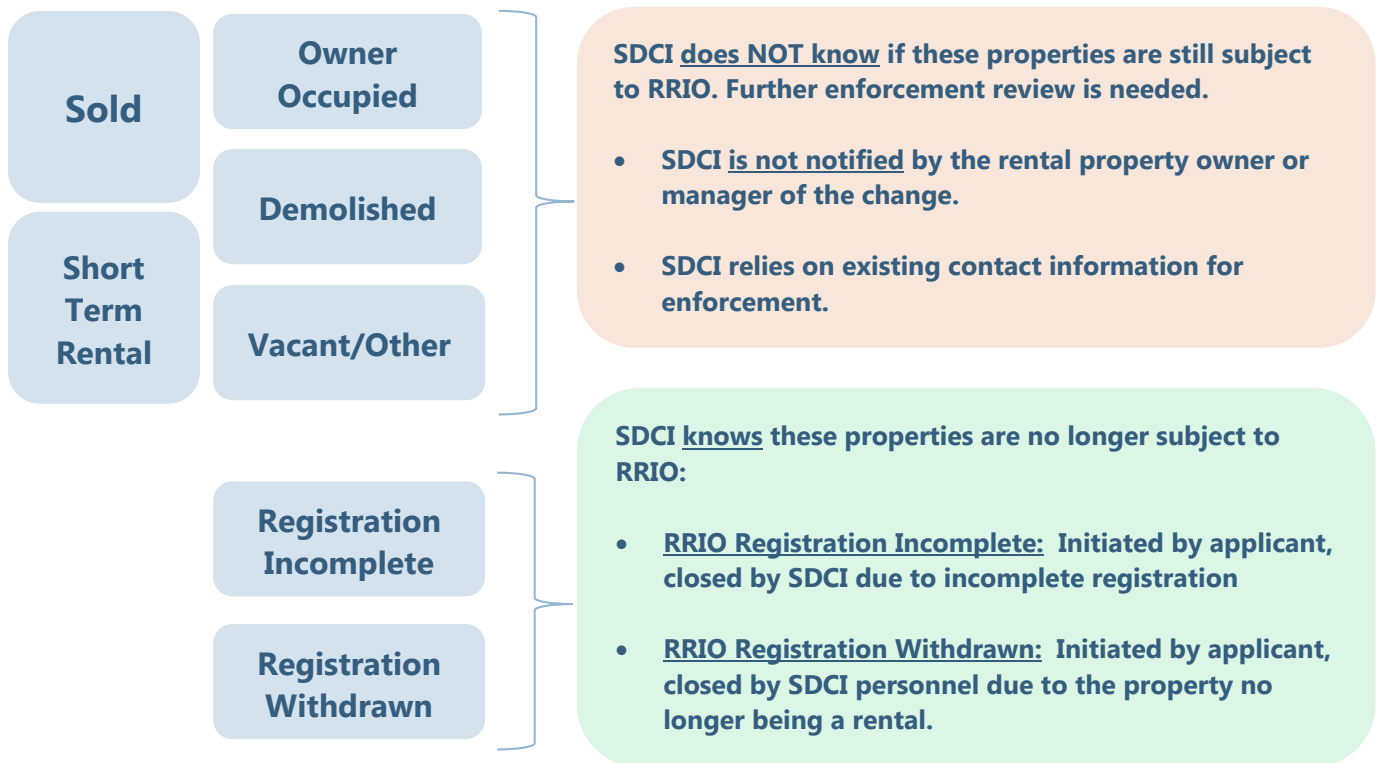 Sold
Short
Term
Rental
Owner
Occupied
Demolished
Vacant/Other
SDCI does NOT know if these properties are still subject
to RRIO. Further enforcement review is needed.
• SDCI is not notified by the rental property owner or
manager of the change.
• SDCI relies on existing contact information for
enforcement.
Registration
Incomplete
Registration
Withdrawn
SDCI knows these properties are no longer subject to
RRIO:
• RRIO Registration Incomplete:  Initiated by applicant,
closed by SDCI due to incomplete registration
• RRIO Registration Withdrawn:  Initiated by applicant,
closed by SDCI personnel due to the property no
longer being a rental.